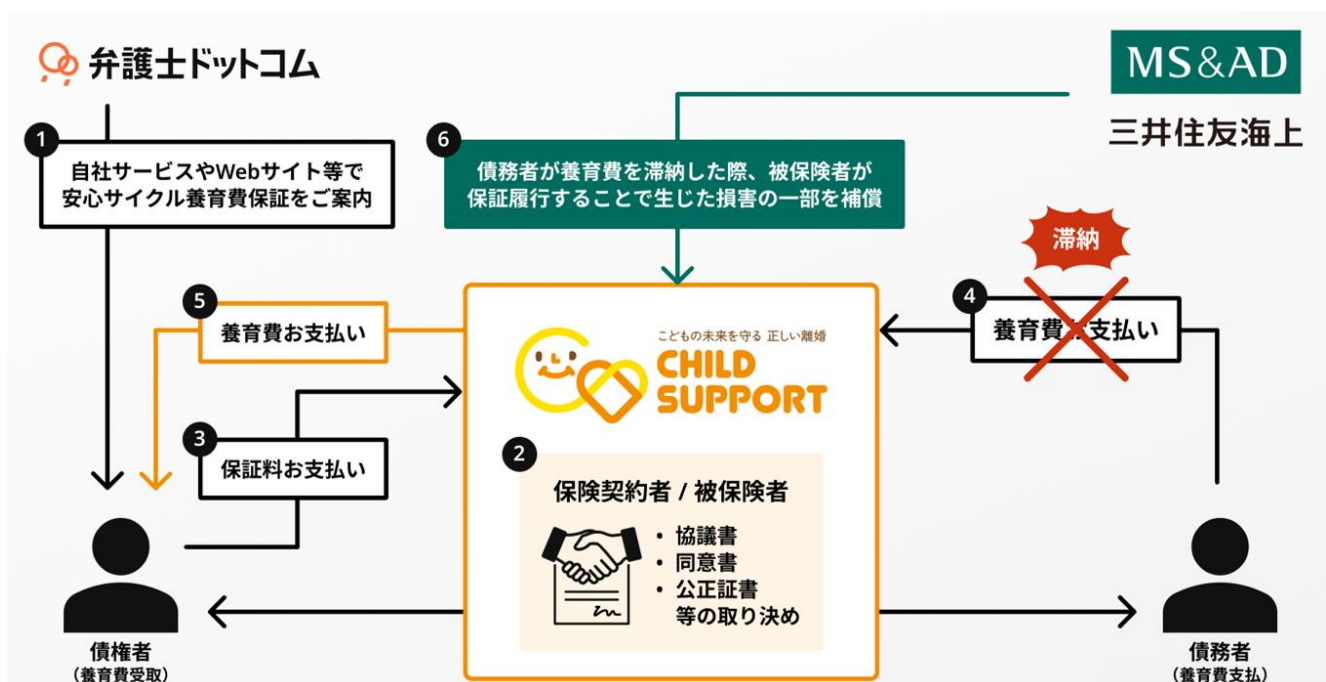 弁護士ドットコム
MS&AD
三井住友海上
1
自社サービスやWebサイト等で
安心サイクル養育費保証をご案内
6
債務者が養育費を滞納した際、被保険者が
保証履行することで生じた損害の一部を補償
滞納
5
養育費お支払い
4
養育費お支払い
こどもの未来を守る 正しい離婚
CHILD
SUPPORT
3
保証料お支払い
2
保険契約者 / 被保険者
・ 協議書
・ 同意書
・ 公正証書
等の取り決め
債権者
(養育費受取)
債務者
(養育費支払)